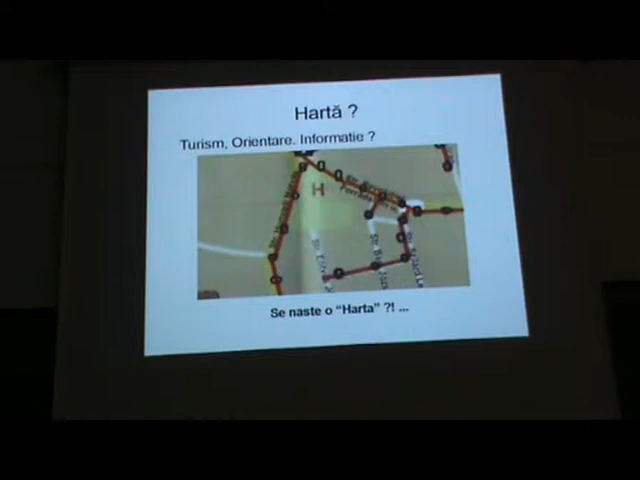 Hartă ?
Turism, Orientare. Informatie ?
H
Se naste o "Harta" ?! ...